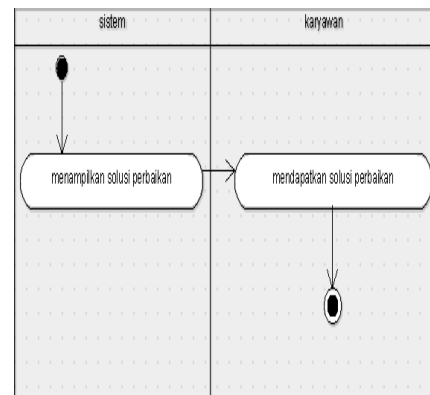 sistem
karyawan
menampilkan solusi perbaikan
mendapatkan solusi perbaikan